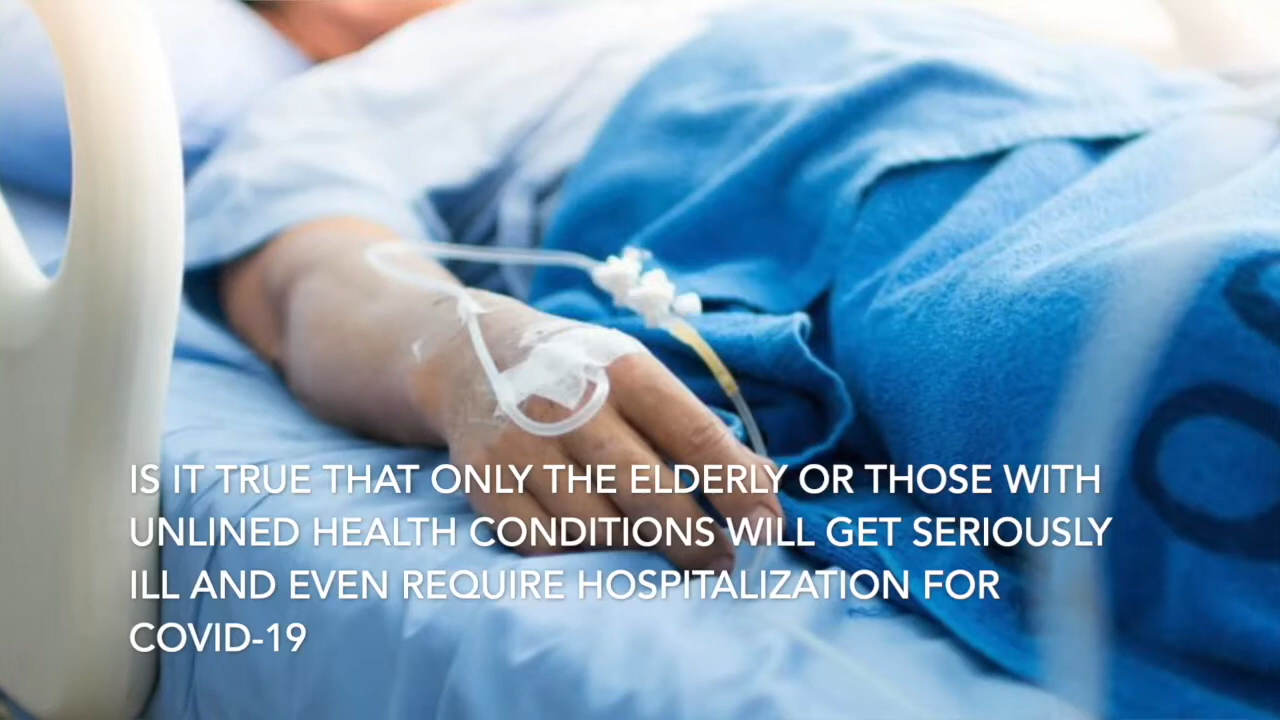 IS IT TRUE THAT ONLY THE ELDERLY OR THOSE WITH
UNLINED HEALTH CONDITIONS WILL GET SERIOUSLY
ILL AND EVEN REQUIRE HOSPITALIZATION FOR
COVID-19